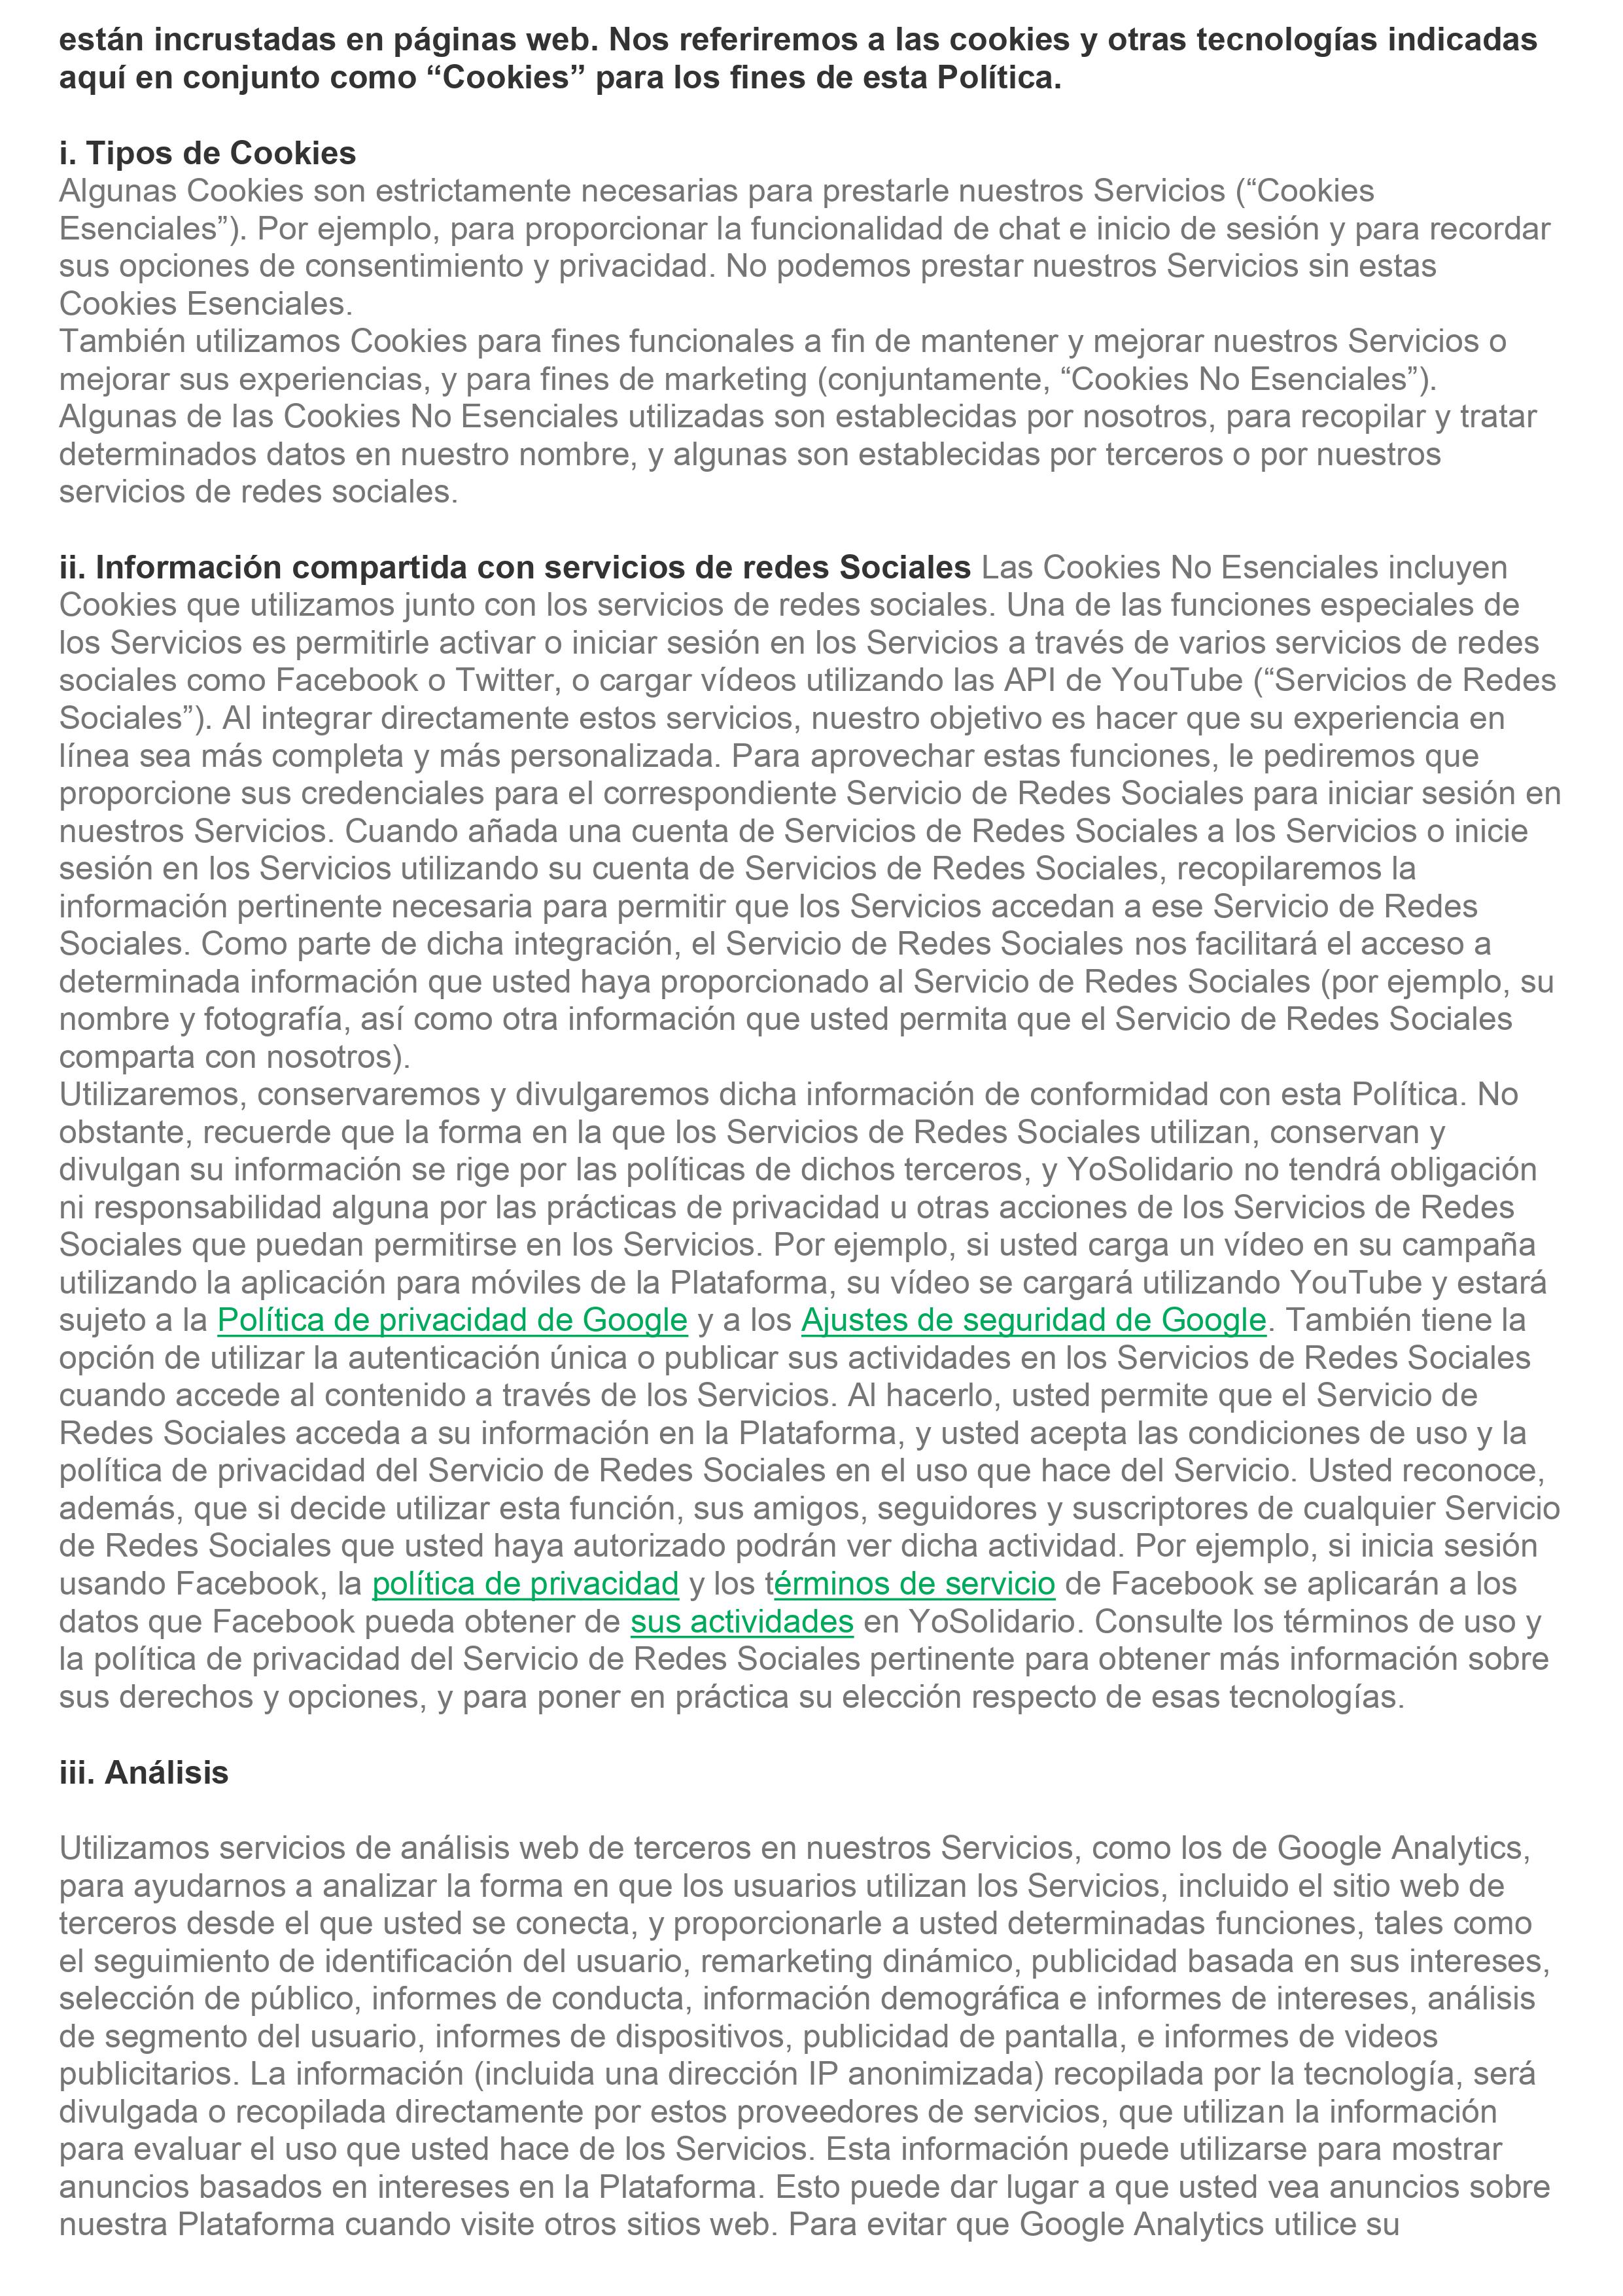 están incrustadas en páginas web. Nos referiremos a las cookies y otras tecnologías indicadas
aquí en conjunto como “Cookies” para los fines de esta Política.
i. Tipos de Cookies
Algunas Cookies son estrictamente necesarias para prestarle nuestros Servicios (“Cookies
Esenciales”). Por ejemplo, para proporcionar la funcionalidad de chat e inicio de sesión y para recordar
sus opciones de consentimiento y privacidad. No podemos prestar nuestros Servicios sin estas
Cookies Esenciales.
También utilizamos Cookies para fines funcionales a fin de mantener y mejorar nuestros Servicios o
mejorar sus experiencias, y para fines de marketing (conjuntamente, “Cookies No Esenciales”).
Algunas de las Cookies No Esenciales utilizadas son establecidas por nosotros, para recopilar y tratar
determinados datos en nuestro nombre, y algunas son establecidas por terceros o por nuestros
servicios de redes sociales.
ii. Información compartida con servicios de redes Sociales Las Cookies No Esenciales incluyen
Cookies que utilizamos junto con los servicios de redes sociales. Una de las funciones especiales de
los Servicios es permitirle activar o iniciar sesión en los Servicios a través de varios servicios de redes
sociales como Facebook o Twitter, o cargar vídeos utilizando las API de YouTube (“Servicios de Redes
Sociales”). Al integrar directamente estos servicios, nuestro objetivo es hacer que su experiencia en
línea sea más completa y más personalizada. Para aprovechar estas funciones, le pediremos que
proporcione sus credenciales para el correspondiente Servicio de Redes Sociales para iniciar sesión en
nuestros Servicios. Cuando añada una cuenta de Servicios de Redes Sociales a los Servicios o inicie
sesión en los Servicios utilizando su cuenta de Servicios de Redes Sociales, recopilaremos la
información pertinente necesaria para permitir que los Servicios accedan a ese Servicio de Redes
Sociales. Como parte de dicha integración, el Servicio de Redes Sociales nos facilitará el acceso a
determinada información que usted haya proporcionado al Servicio de Redes Sociales (por ejemplo, su
nombre y fotografía, así como otra información que usted permita que el Servicio de Redes Sociales
comparta con nosotros).
Utilizaremos, conservaremos y divulgaremos dicha información de conformidad con esta Política. No
obstante, recuerde que la forma en la que los Servicios de Redes Sociales utilizan, conservan y
divulgan su información se rige por las políticas de dichos terceros, y YoSolidario no tendrá obligación
ni responsabilidad alguna por las prácticas de privacidad u otras acciones de los Servicios de Redes
Sociales que puedan permitirse en los Servicios. Por ejemplo, si usted carga un vídeo en su campaña
utilizando la aplicación para móviles de la Plataforma, su vídeo se cargará utilizando YouTube y estará
sujeto a la Política de privacidad de Google y a los Ajustes de seguridad de Google. También tiene la
opción de utilizar la autenticación única o publicar sus actividades en los Servicios de Redes Sociales
cuando accede al contenido a través de los Servicios. Al hacerlo, usted permite que el Servicio de
Redes Sociales acceda a su información en la Plataforma, y usted acepta las condiciones de uso y la
política de privacidad del Servicio de Redes Sociales en el uso que hace del Servicio. Usted reconoce,
además, que si decide utilizar esta función, sus amigos, seguidores y suscriptores de cualquier Servicio
de Redes Sociales que usted haya autorizado podrán ver dicha actividad. Por ejemplo, si inicia sesión
usando Facebook, la política de privacidad y los términos de servicio de Facebook se aplicarán a los
datos que Facebook pueda obtener de sus actividades en YoSolidario. Consulte los términos de uso y
la política de privacidad del Servicio de Redes Sociales pertinente para obtener más información sobre
sus derechos y opciones, y para poner en práctica su elección respecto de esas tecnologías.
iii. Análisis
Utilizamos servicios de análisis web de terceros en nuestros Servicios, como los de Google Analytics,
para ayudarnos a analizar la forma en que los usuarios utilizan los Servicios, incluido el sitio web de
terceros desde el que usted se conecta, y proporcionarle a usted determinadas funciones, tales como
el seguimiento de identificación del usuario, remarketing dinámico, publicidad basada en sus intereses,
selección de público, informes de conducta, información demográfica e informes de intereses, análisis
de segmento del usuario, informes de dispositivos, publicidad de pantalla, e informes de videos
publicitarios. La información (incluida una dirección IP anonimizada) recopilada por la tecnología, será
divulgada o recopilada directamente por estos proveedores de servicios, que utilizan la información
para evaluar el uso que usted hace de los Servicios. Esta información puede utilizarse para mostrar
anuncios basados en intereses en la Plataforma. Esto puede dar lugar a que usted vea anuncios sobre
nuestra Plataforma cuando visite otros sitios web. Para evitar que Google Analytics utilice su